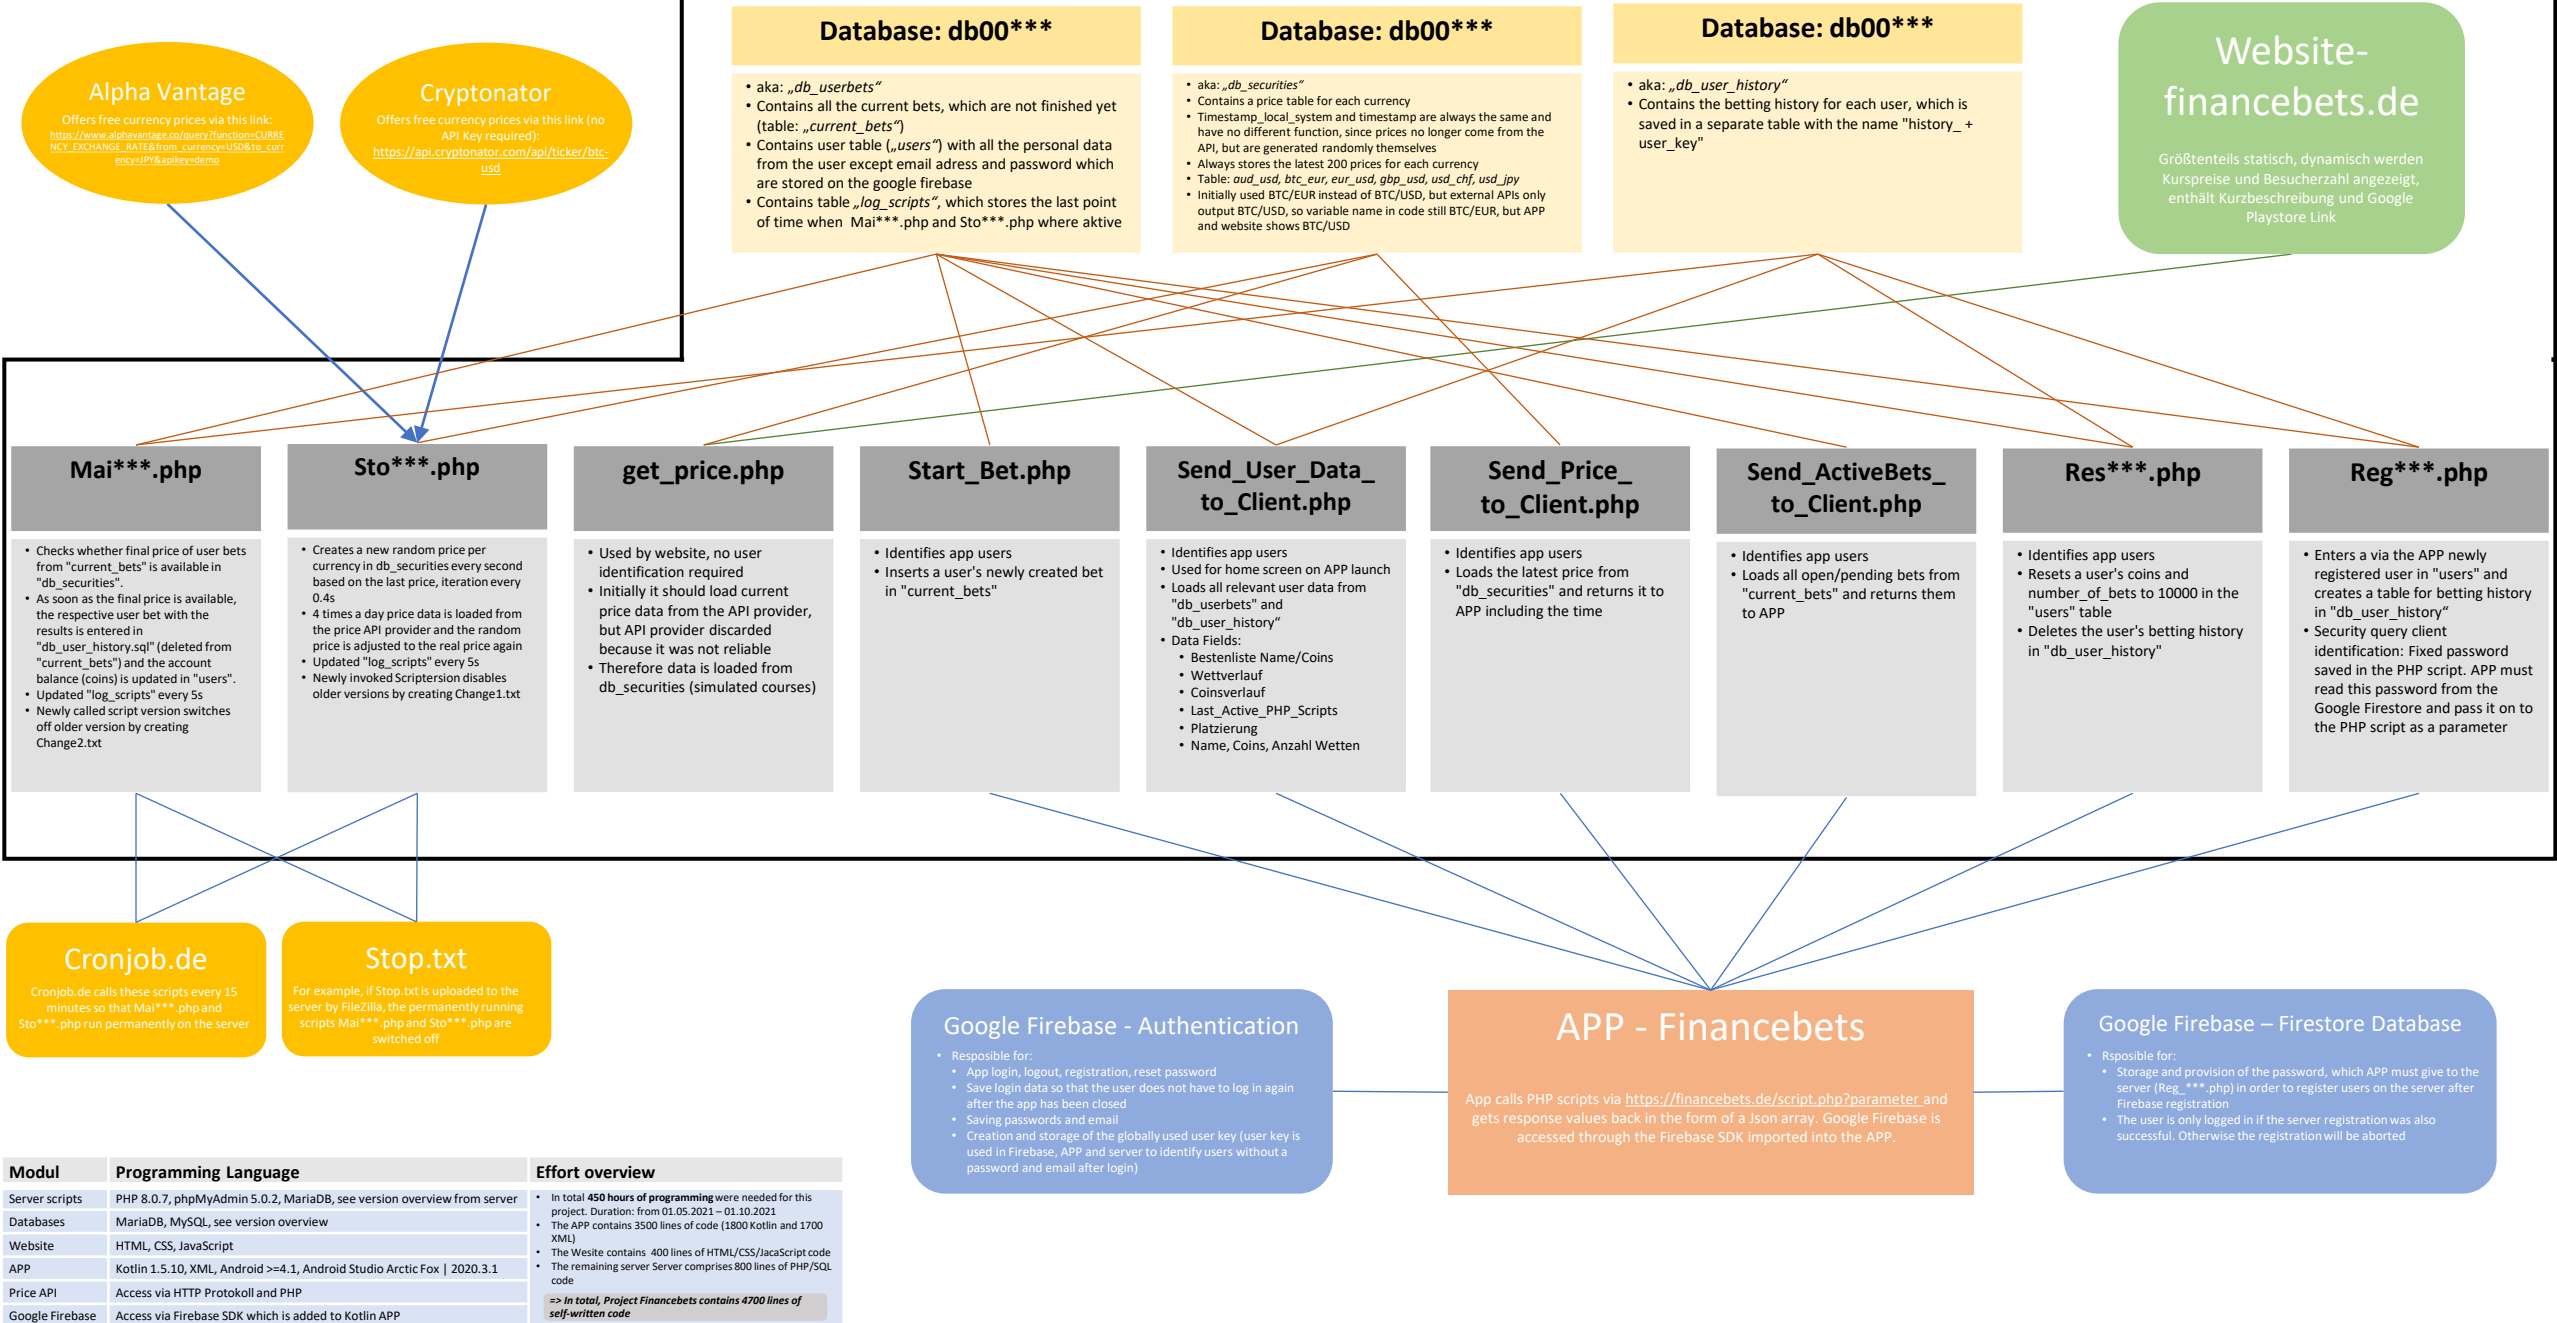 Alpha Vantage
Offers free currency prices via this link:
https://www.alphavantage.co/query?function=CURRE
NCY_EXCHANGE_RATE&from_currency=USD&to_curr
ency=JPY&apikey=demo
Cryptonator
Offers free currency prices via this link (no
API Key required):
https://api.cryptonator.com/api/ticker/btc-
usd
Database: db00***
• aka: „db_userbets“
• Contains all the current bets, which are not finished yet
(table: „current_bets“)
• Contains user table („users“) with all the personal data
from the user except email adress and password which
are stored on the google firebase
• Contains table „log_scripts“, which stores the last point
of time when Mai***.php and Sto***.php where aktive
Database: db00***
• aka: „db_securities“
• Contains a price table for each currency
• Timestamp_local_system and timestamp are always the same and
have no different function, since prices no longer come from the
API, but are generated randomly themselves
• Always stores the latest 200 prices for each currency
• Table: aud_usd, btc_eur, eur_usd, gbp_usd, usd_chf, usd_jpy
• Initially used BTC/EUR instead of BTC/USD, but external APIs only
output BTC/USD, so variable name in code still BTC/EUR, but APP
and website shows BTC/USD
Database: db00***
• aka: „db_user_history“
• Contains the betting history for each user, which is
saved in a separate table with the name "history_ +
user_key"
Website-
financebets.de
Größtenteils statisch, dynamisch werden
Kurspreise und Besucherzahl angezeigt,
enthält Kurzbeschreibung und Google
Playstore Link
Mai***.php
• Checks whether final price of user bets
from "current_bets" is available in
"db_securities".
• As soon as the final price is available,
the respective user bet with the
results is entered in
"db_user_history.sql" (deleted from
"current_bets") and the account
balance (coins) is updated in "users".
• Updated "log_scripts" every 5s
• Newly called script version switches
off older version by creating
Change2.txt
Sto***.php
• Creates a new random price per
currency in db_securities every second
based on the last price, iteration every
0.4s
• 4 times a day price data is loaded from
the price API provider and the random
price is adjusted to the real price again
• Updated "log_scripts" every 5s
• Newly invoked Scriptersion disables
older versions by creating Change1.txt
get_price.php
• Used by website, no user
identification required
• Initially it should load current
price data from the API provider,
but API provider discarded
because it was not reliable
• Therefore data is loaded from
db_securities (simulated courses)
Start_Bet.php
• Identifies app users
• Inserts a user's newly created bet
in "current_bets"
Send_User_Data_
to_Client.php
• Identifies app users
• Used for home screen on APP launch
• Loads all relevant user data from
"db_userbets" and
"db_user_history“
• Data Fields:
• Bestenliste Name/Coins
• Wettverlauf
• Coinsverlauf
• Last_Active_PHP_Scripts
• Platzierung
• Name, Coins, Anzahl Wetten
Send_Price_
to_Client.php
• Identifies app users
• Loads the latest price from
"db_securities" and returns it to
APP including the time
Send_ActiveBets_
to_Client.php
• Identifies app users
• Loads all open/pending bets from
"current_bets" and returns them
to APP
Res***.php
• Identifies app users
• Resets a user's coins and
number_of_bets to 10000 in the
"users" table
• Deletes the user's betting history
in "db_user_history"
Reg***.php
• Enters a via the APP newly
registered user in "users" and
creates a table for betting history
in "db_user_history“
• Security query client
identification: Fixed password
saved in the PHP script. APP must
read this password from the
Google Firestore and pass it on to
the PHP script as a parameter
Cronjob.de
Cronjob.de calls these scripts every 15
minutes so that Mai***.php and
Sto***.php run permanently on the server
Stop.txt
For example, if Stop.txt is uploaded to the
server by FileZilla, the permanently running
scripts Mai***.php and Sto***.php are
switched off
Google Firebase - Authentication
• Resposible for:
• App login, logout, registration, reset password
• Save login data so that the user does not have to log in again
after the app has been closed
• Saving passwords and email
• Creation and storage of the globally used user key (user key is
used in Firebase, APP and server to identify users without a
password and email after login)
APP - Financebets
App calls PHP scripts via https://financebets.de/script.php?parameter and
gets response values back in the form of a Json array. Google Firebase is
accessed through the Firebase SDK imported into the APP.
Google Firebase – Firestore Database
• Rsposible for:
• Storage and provision of the password, which APP must give to the
server (Reg_***.php) in order to register users on the server after
Firebase registration
• The user is only logged in if the server registration was also
successful. Otherwise the registration will be aborted
Modul Programming Language Effort overview
Server scripts PHP 8.0.7, phpMyAdmin 5.0.2, MariaDB, see version overview from server
Databases MariaDB, MySQL, see version overview
Website HTML, CSS, JavaScript
APP Kotlin 1.5.10, XML, Android >=4.1, Android Studio Arctic Fox | 2020.3.1
Price API Access via HTTP Protokoll and PHP
Google Firebase Access via Firebase SDK which is added to Kotlin APP
• In total 450 hours of programming were needed for this
project. Duration: from 01.05.2021 – 01.10.2021
• The APP contains 3500 lines of code (1800 Kotlin and 1700
XML)
• The Wesite contains 400 lines of HTML/CSS/JacaScript code
• The remaining server Server comprises 800 lines of PHP/SQL
code
=> In total, Project Financebets contains 4700 lines of
self-written code